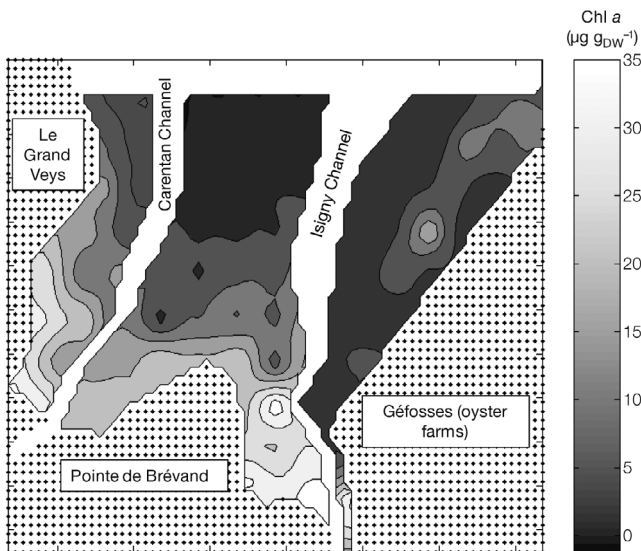 Chl a
(µg gDW⁻¹)
35
30
25
20
15
10
5
0
Le
Grand
Veys
Carentan Channel
Isigny Channel
Géfosses (oyster
farms)
Pointe de Brévand